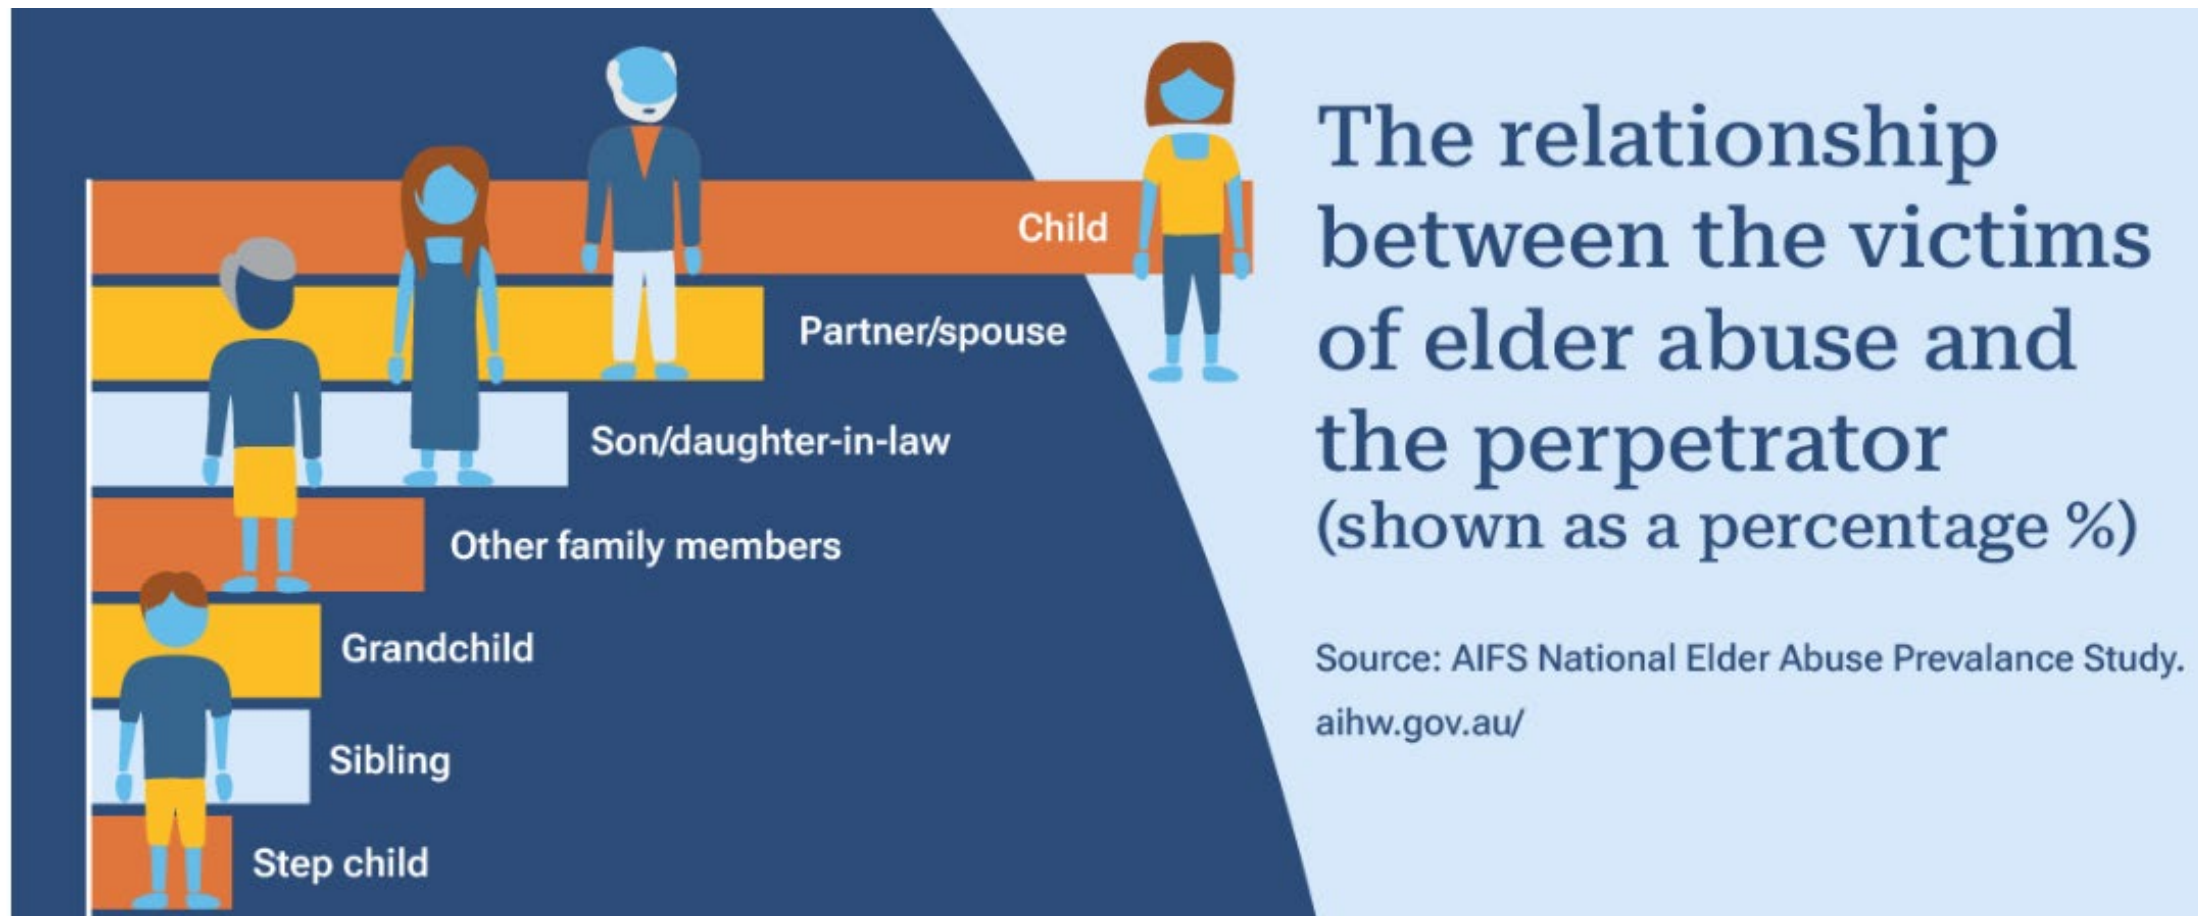 Child
Partner/spouse
Son/daughter-in-law
Other family members
Grandchild
Sibling
Step child
The relationship
between the victims
of elder abuse and
the perpetrator
(shown as a percentage %)
Source: AIFS National Elder Abuse Prevalance Study.
aihw.gov.au/